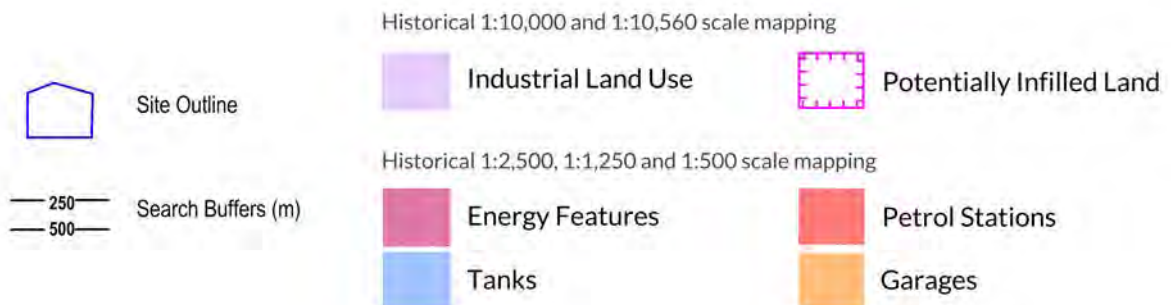 Historical 1:10,000 and 1:10,560 scale mapping
Site Outline
Industrial Land Use
Potentially Infilled Land
Historical 1:2,500, 1:1,250 and 1:500 scale mapping
250
500
Search Buffers (m)
Energy Features
Petrol Stations
Tanks
Garages